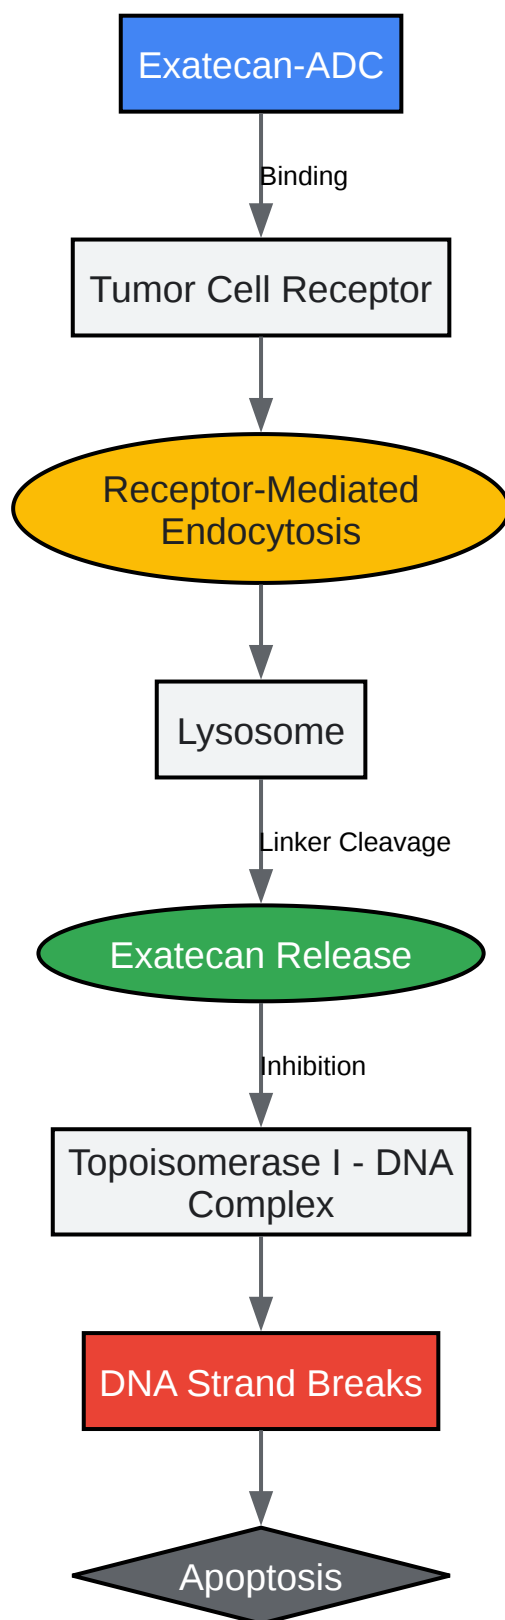 Exatecan-ADC
Binding
Tumor Cell Receptor
Receptor-Mediated
Endocytosis
Lysosome
Linker Cleavage
Exatecan Release
Inhibition
Topoisomerase I - DNA
Complex
DNA Strand Breaks
Apoptosis